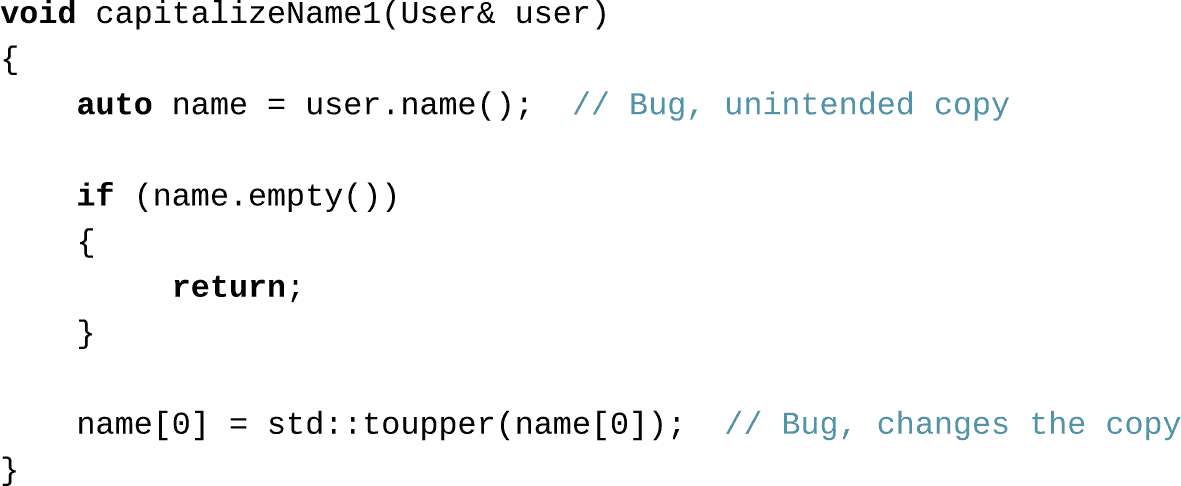 void capitalizeName1(User& user)
{
    auto name = user.name();  // Bug, unintended copy
    if (name.empty())
    {
         return;
    }
    name[0] = std::toupper(name[0]);  // Bug, changes the copy
}